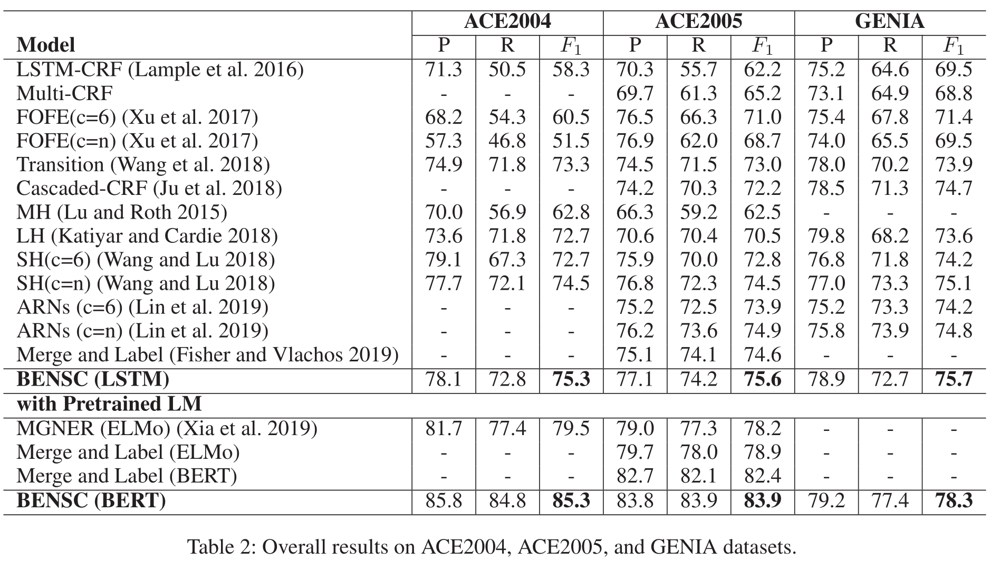 ACE2004 ACE2005 GENIA
Model P R F1 P R F1 P R F1
LSTM-CRF (Lample et al. 2016) 71.3 50.5 58.3 70.3 55.7 62.2 75.2 64.6 69.5
Multi-CRF - - - 69.7 61.3 65.2 73.1 64.9 68.8
FOFE(c=6) (Xu et al. 2017) 68.2 54.3 60.5 76.5 66.3 71.0 75.4 67.8 71.4
FOFE(c=n) (Xu et al. 2017) 57.3 46.8 51.5 76.9 62.0 68.7 74.0 65.5 69.5
Transition (Wang et al. 2018) 74.9 71.8 73.3 74.5 71.5 73.0 78.0 70.2 73.9
Cascaded-CRF (Ju et al. 2018) - - - 74.2 70.3 72.2 78.5 71.3 74.7
MH (Lu and Roth 2015) 70.0 56.9 62.8 66.3 59.2 62.5 - - -
LH (Katiyar and Cardie 2018) 73.6 71.8 72.7 70.6 70.4 70.5 79.8 68.2 73.6
SH(c=6) (Wang and Lu 2018) 79.1 67.3 72.7 75.9 70.0 72.8 76.8 71.8 74.2
SH(c=n) (Wang and Lu 2018) 77.7 72.1 74.5 76.8 72.3 74.5 77.0 73.3 75.1
ARNs (c=6) (Lin et al. 2019) - - - 75.2 72.5 73.9 75.2 73.3 74.2
ARNs (c=n) (Lin et al. 2019) - - - 76.2 73.6 74.9 75.8 73.9 74.8
Merge and Label (Fisher and Vlachos 2019) - - - 75.1 74.1 74.6 - - -
BENSC (LSTM) 78.1 72.8 75.3 77.1 74.2 75.6 78.9 72.7 75.7
with Pretrained LM
MGNER (ELMo) (Xia et al. 2019) 81.7 77.4 79.5 79.0 77.3 78.2 - - -
Merge and Label (ELMo) - - - 79.7 78.0 78.9 - - -
Merge and Label (BERT) - - - 82.7 82.1 82.4 - - -
BENSC (BERT) 85.8 84.8 85.3 83.8 83.9 83.9 79.2 77.4 78.3
Table 2: Overall results on ACE2004, ACE2005, and GENIA datasets.